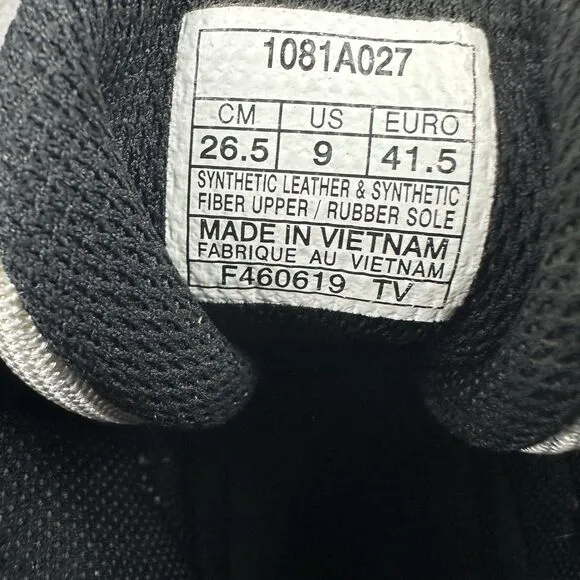 1081A027
CM US EURO
26.5 9 41.5
SYNTHETIC LEATHER & SYNTHETIC
FIBER UPPER / RUBBER SOLE
MADE IN VIETNAM
FABRIQUE AU VIETNAM
F460619 TV